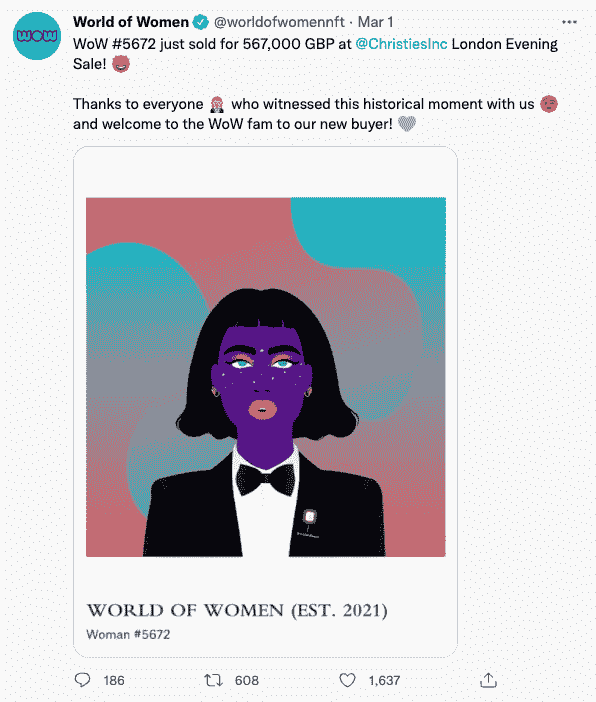 WOW
World of Women @worldofwomennft · Mar 1
WoW #5672 just sold for 567,000 GBP at @ChristiesInc London Evening
Sale!
Thanks to everyone who witnessed this historical moment with us
and welcome to the WoW fam to our new buyer!
WORLD OF WOMEN (EST. 2021)
Woman #5672
186 608 1,637